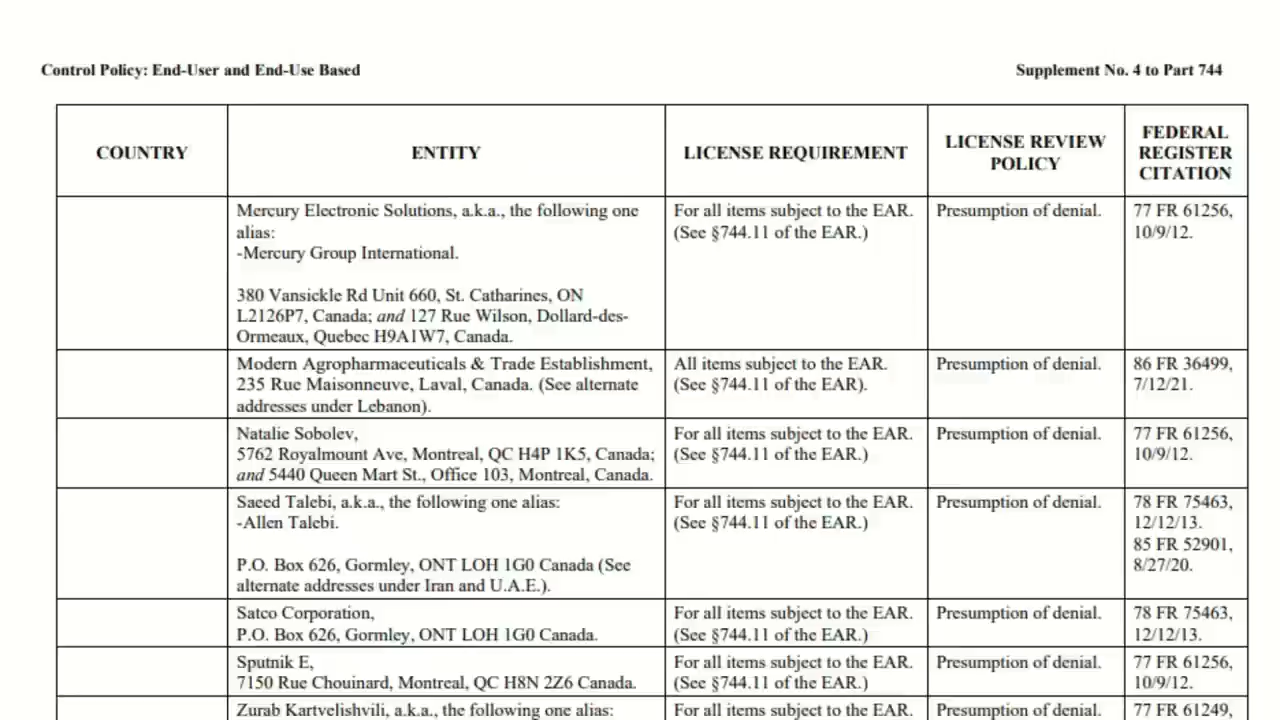 Control Policy: End-User and End-Use Based
Supplement No. 4 to Part 744
COUNTRY
ENTITY
LICENSE REQUIREMENT
LICENSE REVIEW
POLICY
FEDERAL
REGISTER
CITATION
Mercury Electronic Solutions, a.k.a., the following one
alias:
-Mercury Group International.
380 Vansickle Rd Unit 660, St. Catharines, ON
L2126P7, Canada; and 127 Rue Wilson, Dollard-des-
Ormeaux, Quebec H9A1W7, Canada.
For all items subject to the EAR.
(See §744.11 of the EAR.)
Presumption of denial.
77 FR 61256,
10/9/12.
Modern Agropharmaceuticals & Trade Establishment,
235 Rue Maisonneuve, Laval, Canada. (See alternate
addresses under Lebanon).
All items subject to the EAR.
(See §744.11 of the EAR).
Presumption of denial.
86 FR 36499,
7/12/21.
Natalie Sobolev,
5762 Royalmount Ave, Montreal, QC H4P 1K5, Canada;
and 5440 Queen Mart St., Office 103, Montreal, Canada.
For all items subject to the EAR.
(See §744.11 of the EAR.)
Presumption of denial.
77 FR 61256,
10/9/12.
Saeed Talebi, a.k.a., the following one alias:
-Allen Talebi.
P.O. Box 626, Gormley, ONT LOH 1G0 Canada (See
alternate addresses under Iran and U.A.E.).
For all items subject to the EAR.
(See §744.11 of the EAR.)
Presumption of denial.
78 FR 75463,
12/12/13.
85 FR 52901,
8/27/20.
Satco Corporation,
P.O. Box 626, Gormley, ONT LOH 1G0 Canada.
For all items subject to the EAR.
(See §744.11 of the EAR.)
Presumption of denial.
78 FR 75463,
12/12/13.
Sputnik E,
7150 Rue Chouinard, Montreal, QC H8N 2Z6 Canada.
For all items subject to the EAR.
(See §744.11 of the EAR.)
Presumption of denial.
77 FR 61256,
10/9/12.
Zurab Kartvelishvili, a.k.a., the following one alias:
For all items subject to the EAR.
Presumption of denial.
77 FR 61249,